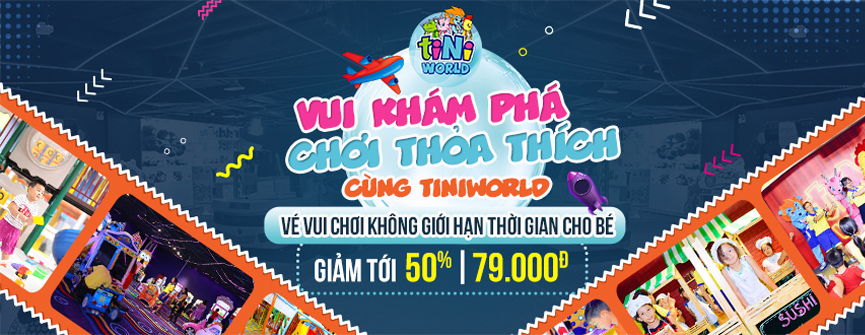 tiNi
WORLD
VUI KHÁM PHÁ
CHƠI THỎA THÍCH
CÙNG TINIWORLD
VÉ VUI CHƠI KHÔNG GIỚI HẠN THỜI GIAN CHO BÉ
GIẢM TỚI 50% | 79.000Đ
SUSHI